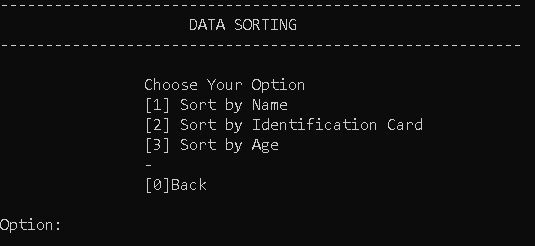 ----------------------------------------------------------
DATA SORTING
----------------------------------------------------------
Choose Your Option
[1] Sort by Name
[2] Sort by Identification Card
[3] Sort by Age
-
[0]Back
Option: